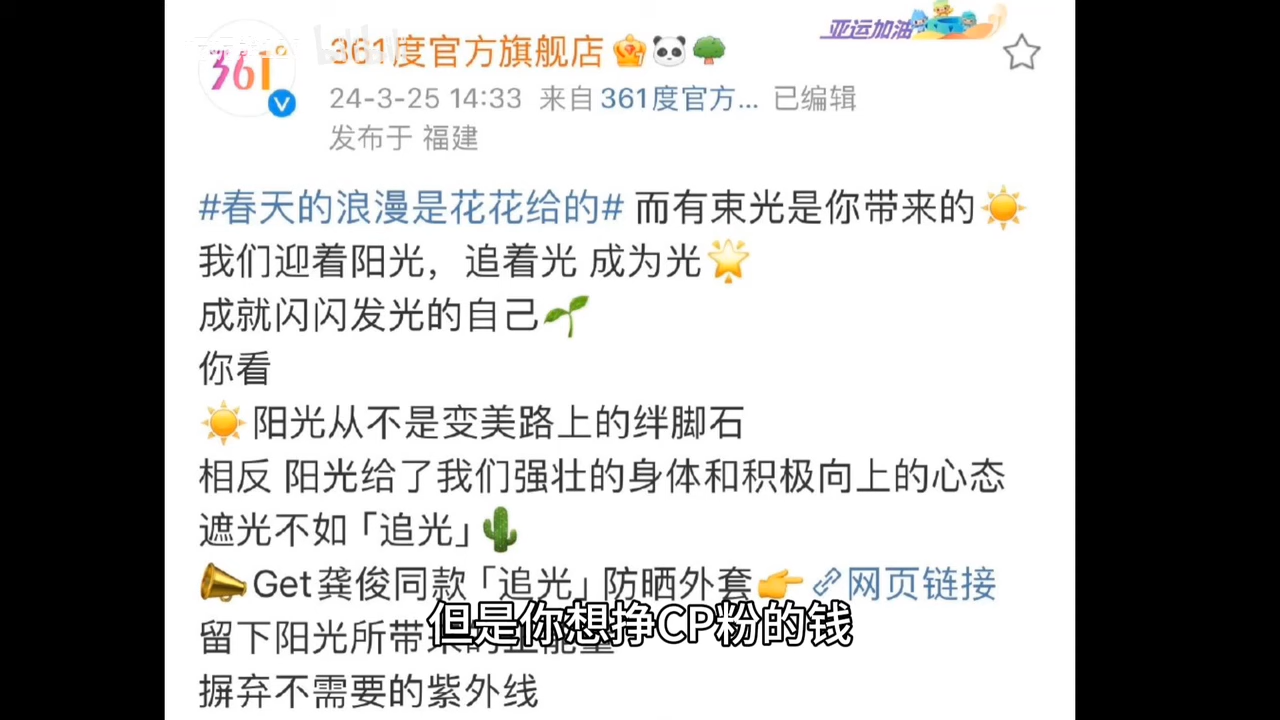 亚运加油
361
361度官方旗舰店
24-3-25 14:33 来自 361度官方... 已编辑
发布于 福建
#春天的浪漫是花花给的# 而有束光是你带来的
我们迎着阳光，追着光 成为光
成就闪闪发光的自己
你看
阳光从不是变美路上的绊脚石
相反 阳光给了我们强壮的身体和积极向上的心态
遮光不如「追光」
Get龚俊同款「追光」防晒外套 网页链接
但是你想挣CP粉的钱
留下阳光所带来的正能量
摒弃不需要的紫外线